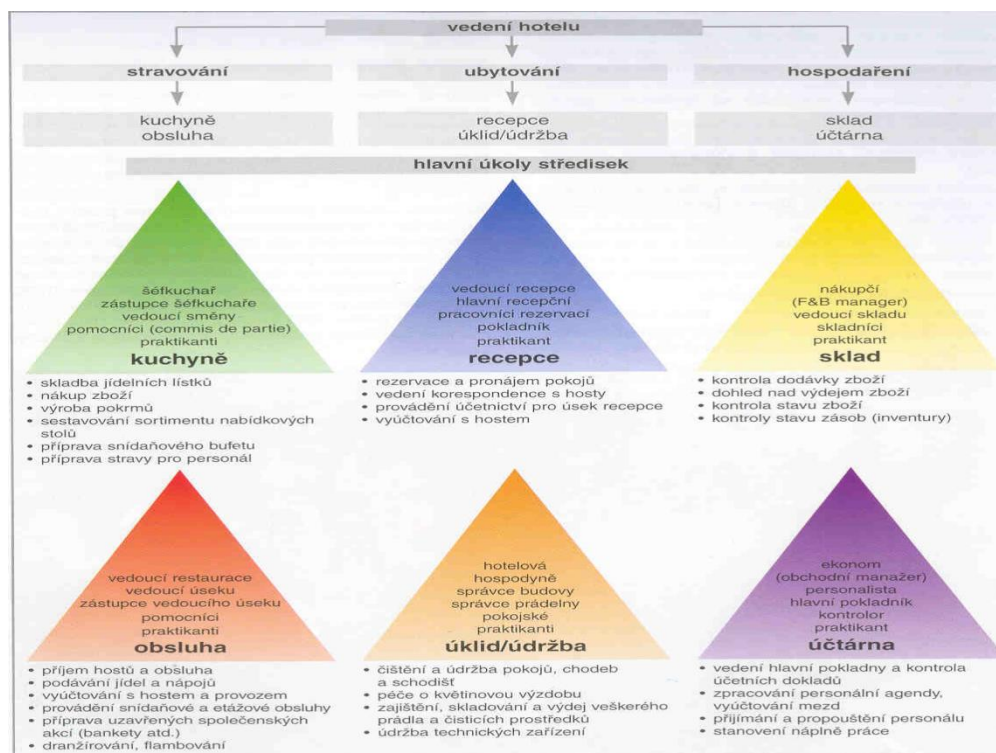 vedení hotelu
stravování
ubytování
hospodaření
kuchyně
obsluha
recepce
úklid/údržba
sklad
účtárna
hlavní úkoly středisek
šéfkuchař
zástupce šéfkuchaře
vedoucí směny
pomocníci (commis de partie)
praktikanti
kuchyně
vedoucí recepce
hlavní recepční
pracovníci rezervací
pokladník
praktikant
recepce
nákupčí
(F&B manager)
vedoucí skladu
skladníci
praktikant
sklad
• skladba jídelních lístků
• nákup zboží
• výroba pokrmů
• sestavování sortimentu nabídkových
stolů
• příprava snídaňového bufetu
• příprava stravy pro personál
• rezervace a pronájem pokojů
• vedení korespondence s hosty
• provádění účetnictví pro úsek recepce
• vyúčtování s hostem
• kontrola dodávky zboží
• dohled nad výdejem zboží
• kontrola stavu zboží
• kontroly stavu zásob (inventury)
vedoucí restaurace
vedoucí úseku
zástupce vedoucího úseku
pomocníci
praktikanti
obsluha
hotelová
hospodyně
správce budovy
správce prádelny
pokojské
praktikanti
úklid/údržba
ekonom
(obchodní manažer)
personalista
hlavní pokladník
kontrolor
praktikant
účtárna
• příjem hostů a obsluha
• podávání jídel a nápojů
• vyúčtování s hostem a provozem
• provádění snídaňové a etážové obsluhy
• příprava uzavřených společenských
akcí (bankety atd.)
• dranžírování, flambování
• čištění a údržba pokojů, chodeb
a schodišť
• péče o květinovou výzdobu
• zajištění, skladování a výdej veškerého
prádla a čisticích prostředků
• údržba technických zařízení
• vedení hlavní pokladny a kontrola
účetních dokladů
• zpracování personální agendy,
vyúčtování mezd
• přijímání a propouštění personálu
• stanovení náplně práce